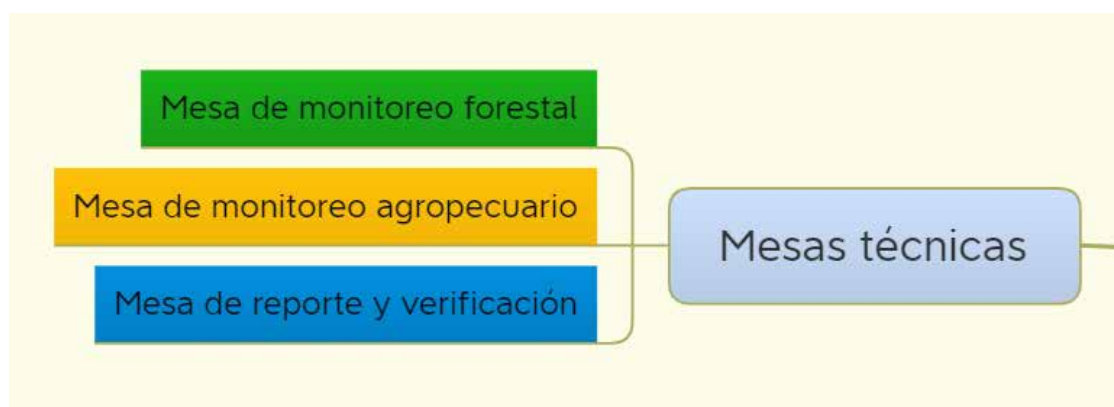 Mesa de monitoreo forestal
Mesa de monitoreo agropecuario
Mesas técnicas
Mesa de reporte y verificación